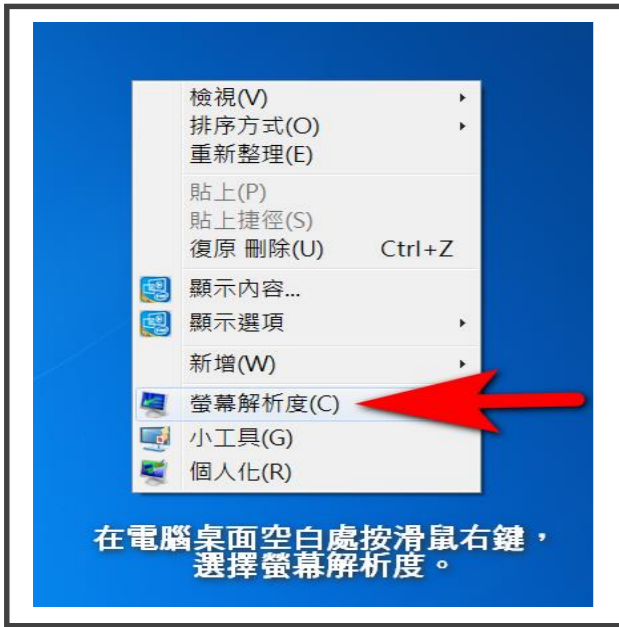 檢視(V)
排序方式(O)
重新整理(E)
貼上(P)
貼上捷徑(S)
復原 刪除(U) Ctrl+Z
顯示內容...
顯示選項
新增(W)
螢幕解析度(C)
小工具(G)
個人化(R)
在電腦桌面空白處按滑鼠右鍵，
選擇螢幕解析度。